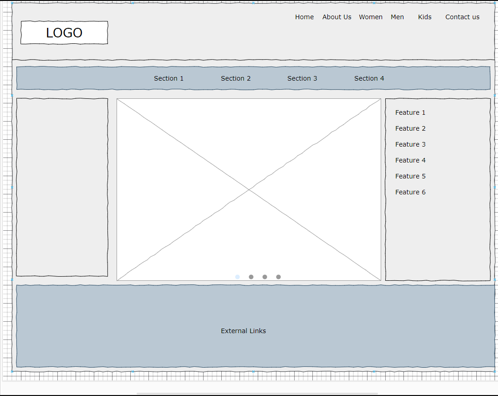 Home About Us Women Men Kids Contact us
LOGO
Section 1 Section 2 Section 3 Section 4
Feature 1
Feature 2
Feature 3
Feature 4
Feature 5
Feature 6
External Links